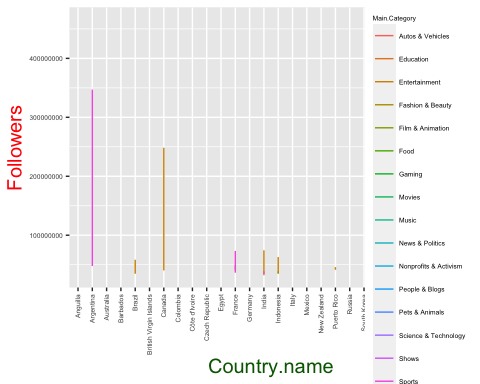 Followers
400000000
300000000
200000000
100000000
Anguilla
Argentina
Australia
Barbados
Brazil
British Virgin Islands
Canada
Colombia
Côte d'Ivoire
Czech Republic
Egypt
France
Germany
India
Indonesia
Italy
Mexico
New Zealand
Puerto Rico
Russia
South Korea
Country.name
Main.Category
Autos & Vehicles
Education
Entertainment
Fashion & Beauty
Film & Animation
Food
Gaming
Movies
Music
News & Politics
Nonprofits & Activism
People & Blogs
Pets & Animals
Science & Technology
Shows
Sports